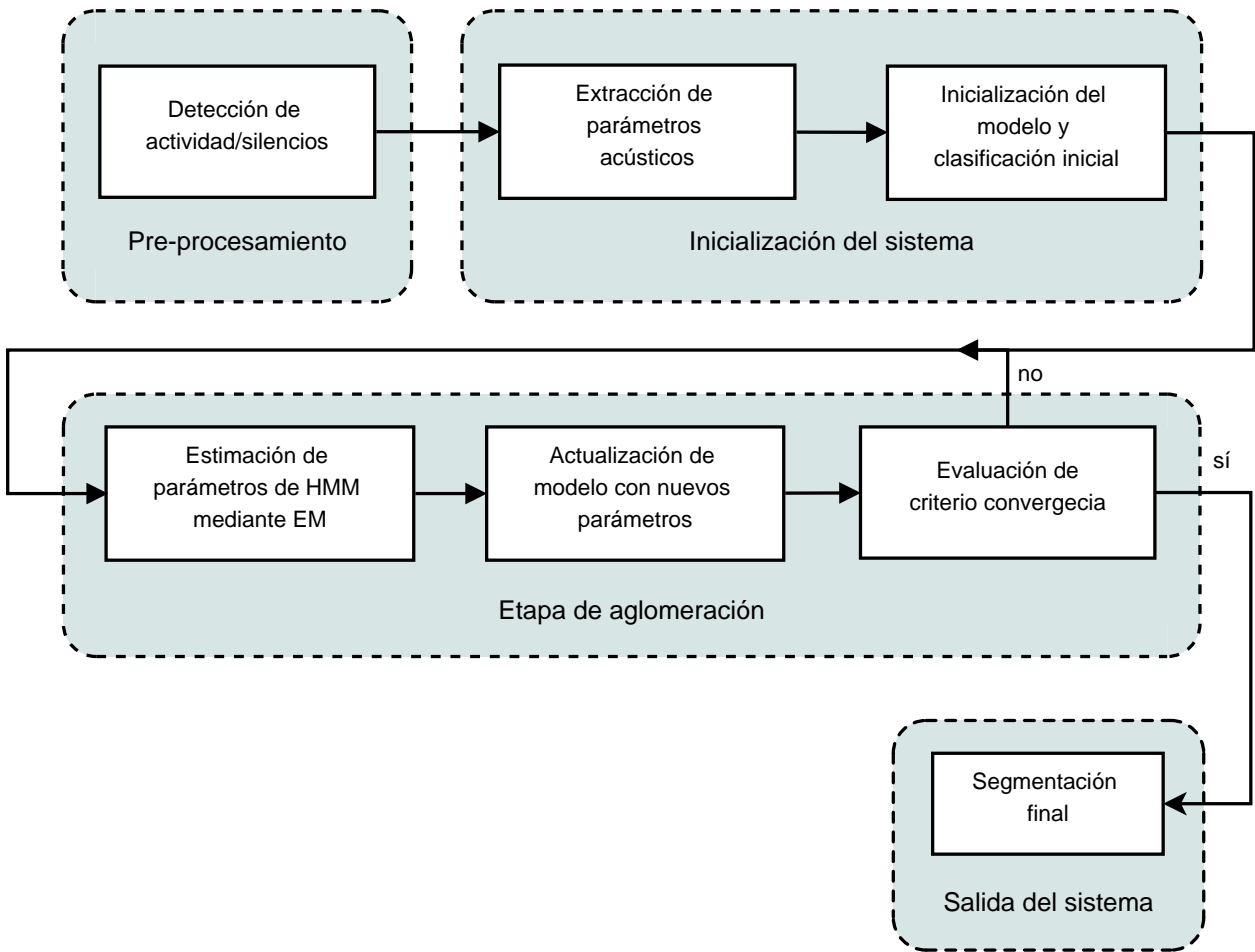 Detección de
actividad/silencios
Pre-procesamiento
Extracción de
parámetros
acústicos
Inicialización del
modelo y
clasificación inicial
Inicialización del sistema
no
Estimación de
parámetros de HMM
mediante EM
Actualización de
modelo con nuevos
parámetros
Evaluación de
criterio convergecia
sí
Etapa de aglomeración
Segmentación
final
Salida del sistema